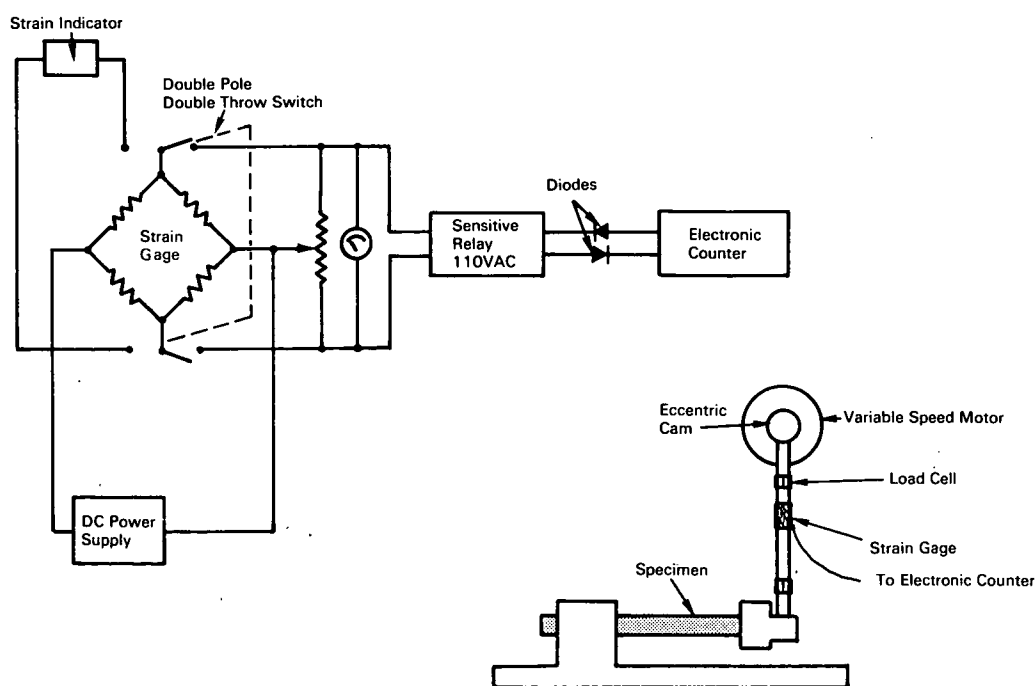 Strain Indicator
Double Pole
Double Throw Switch
Strain
Gage
Diodes
Sensitive
Relay
110VAC
Electronic
Counter
DC Power
Supply
Eccentric
Cam
Variable Speed Motor
Load Cell
Strain Gage
To Electronic Counter
Specimen